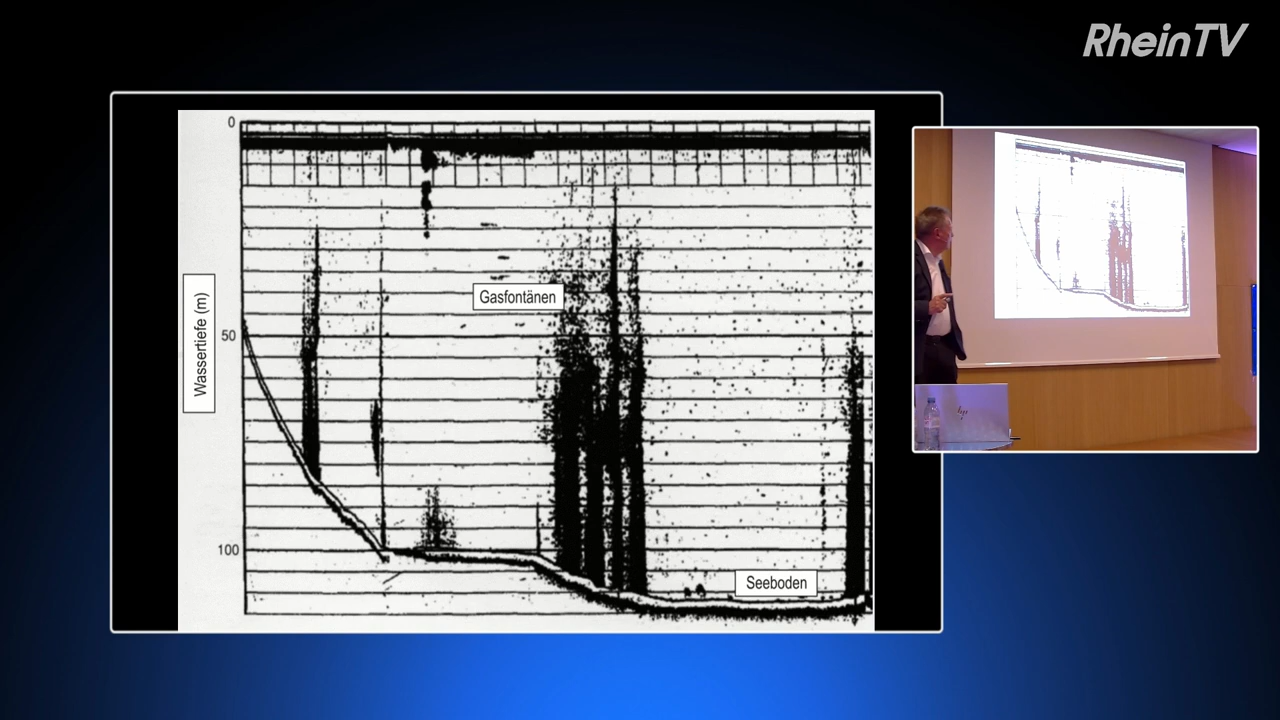 RheinTV
0
Wassertiefe (m)
Gasfontänen
50
100
Seeboden